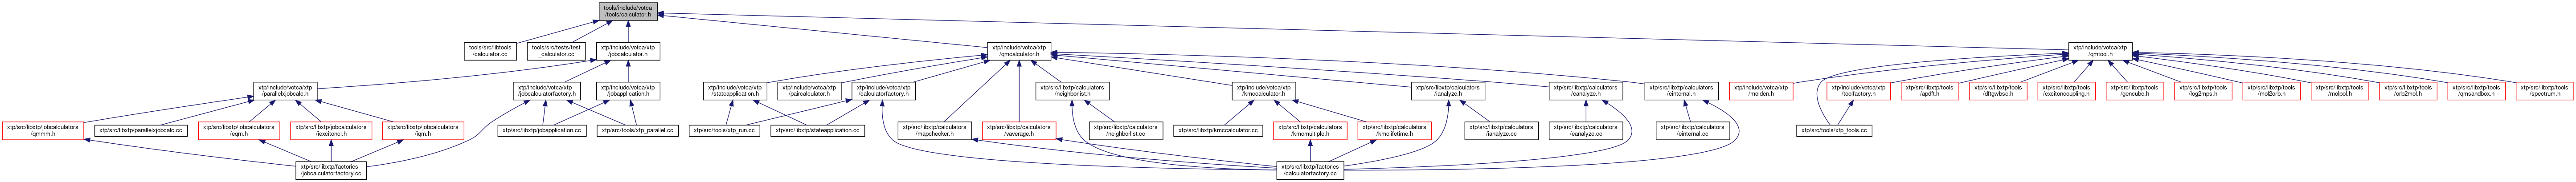 tools/include/votca
/tools/calculator.h
tools/src/libtools
/calculator.cc
tools/src/tests/test
_calculator.cc
xtp/include/votca/xtp
/jobcalculator.h
xtp/include/votca/xtp
/qmcalculator.h
xtp/include/votca/xtp
/qmtool.h
xtp/include/votca/xtp
/parallelxjobcalc.h
xtp/include/votca/xtp
/jobcalculatorfactory.h
xtp/include/votca/xtp
/jobapplication.h
xtp/include/votca/xtp
/stateapplication.h
xtp/include/votca/xtp
/paircalculator.h
xtp/include/votca/xtp
/calculatorfactory.h
xtp/src/libxtp/calculators
/neighborlist.h
xtp/include/votca/xtp
/kmccalculator.h
xtp/src/libxtp/calculators
/ianalyze.h
xtp/src/libxtp/calculators
/eanalyze.h
xtp/src/libxtp/calculators
/einternal.h
xtp/include/votca/xtp
/molden.h
xtp/include/votca/xtp
/toolfactory.h
xtp/src/libxtp/tools
/apdft.h
xtp/src/libxtp/tools
/dftgwbse.h
xtp/src/libxtp/tools
/excitoncoupling.h
xtp/src/libxtp/tools
/gencube.h
xtp/src/libxtp/tools
/log2mps.h
xtp/src/libxtp/tools
/mol2orb.h
xtp/src/libxtp/tools
/molpol.h
xtp/src/libxtp/tools
/orb2mol.h
xtp/src/libxtp/tools
/qmsandbox.h
xtp/src/libxtp/tools
/spectrum.h
xtp/src/libxtp/jobcalculators
/qmmm.h
xtp/src/libxtp/parallelxjobcalc.cc
xtp/src/libxtp/jobcalculators
/eqm.h
xtp/src/libxtp/jobcalculators
/iexcitoncl.h
xtp/src/libxtp/jobcalculators
/iqm.h
xtp/src/libxtp/jobapplication.cc
xtp/src/tools/xtp_parallel.cc
xtp/src/tools/xtp_run.cc
xtp/src/libxtp/stateapplication.cc
xtp/src/libxtp/calculators
/mapchecker.h
xtp/src/libxtp/calculators
/vaverage.h
xtp/src/libxtp/calculators
/neighborlist.cc
xtp/src/libxtp/kmccalculator.cc
xtp/src/libxtp/calculators
/kmcmultiple.h
xtp/src/libxtp/calculators
/kmclifetime.h
xtp/src/libxtp/calculators
/ianalyze.cc
xtp/src/libxtp/calculators
/eanalyze.cc
xtp/src/libxtp/calculators
/einternal.cc
xtp/src/tools/xtp_tools.cc
xtp/src/libxtp/factories
/jobcalculatorfactory.cc
xtp/src/libxtp/factories
/calculatorfactory.cc